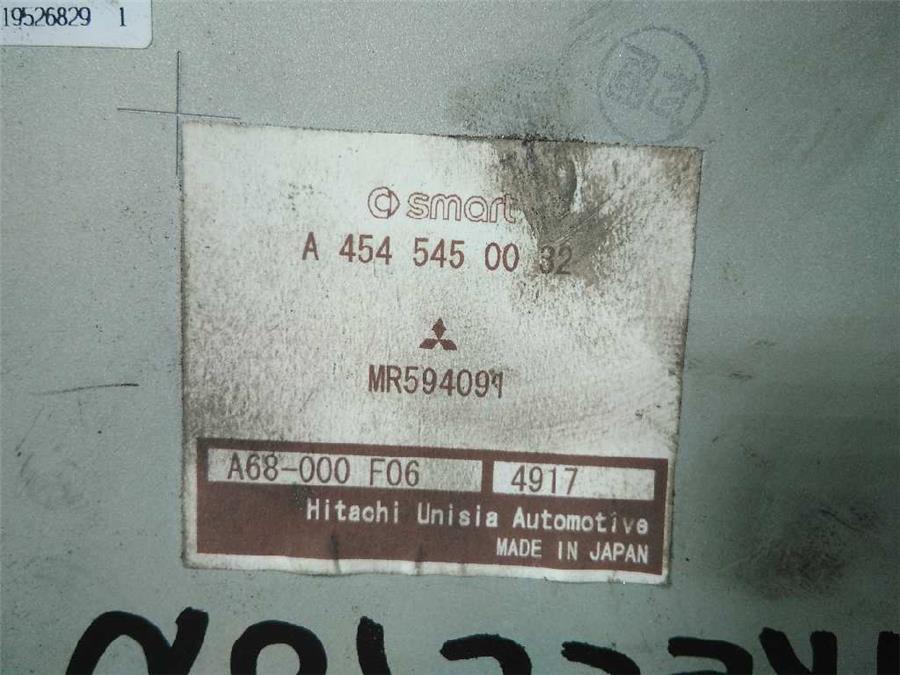 19526829 1
smart
A 454 545 00 32
MR594091
A68-000 F06 4917
Hitachi Unisia Automotive
MADE IN JAPAN